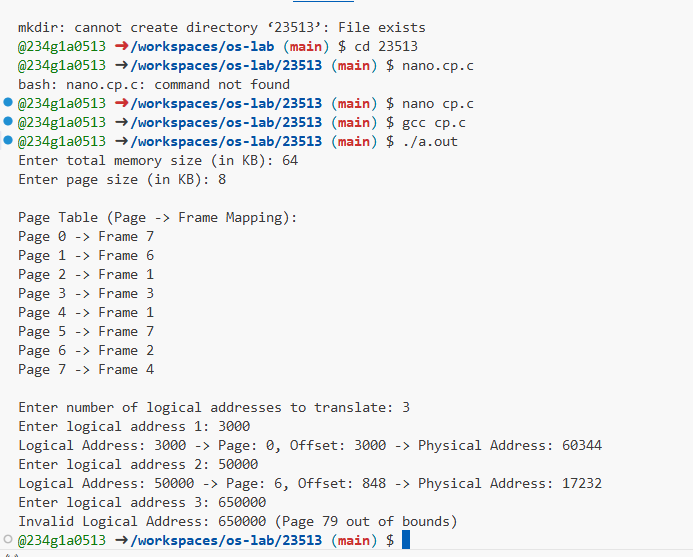 mkdir: cannot create directory ‘23513’: File exists
@234g1a0513 ➜/workspaces/os-lab (main) $ cd 23513
@234g1a0513 ➜/workspaces/os-lab/23513 (main) $ nano.cp.c
bash: nano.cp.c: command not found
@234g1a0513 ➜/workspaces/os-lab/23513 (main) $ nano cp.c
@234g1a0513 ➜/workspaces/os-lab/23513 (main) $ gcc cp.c
@234g1a0513 ➜/workspaces/os-lab/23513 (main) $ ./a.out
Enter total memory size (in KB): 64
Enter page size (in KB): 8
Page Table (Page -> Frame Mapping):
Page 0 -> Frame 7
Page 1 -> Frame 6
Page 2 -> Frame 1
Page 3 -> Frame 3
Page 4 -> Frame 1
Page 5 -> Frame 7
Page 6 -> Frame 2
Page 7 -> Frame 4
Enter number of logical addresses to translate: 3
Enter logical address 1: 3000
Logical Address: 3000 -> Page: 0, Offset: 3000 -> Physical Address: 60344
Enter logical address 2: 50000
Logical Address: 50000 -> Page: 6, Offset: 848 -> Physical Address: 17232
Enter logical address 3: 650000
Invalid Logical Address: 650000 (Page 79 out of bounds)
@234g1a0513 ➜/workspaces/os-lab/23513 (main) $